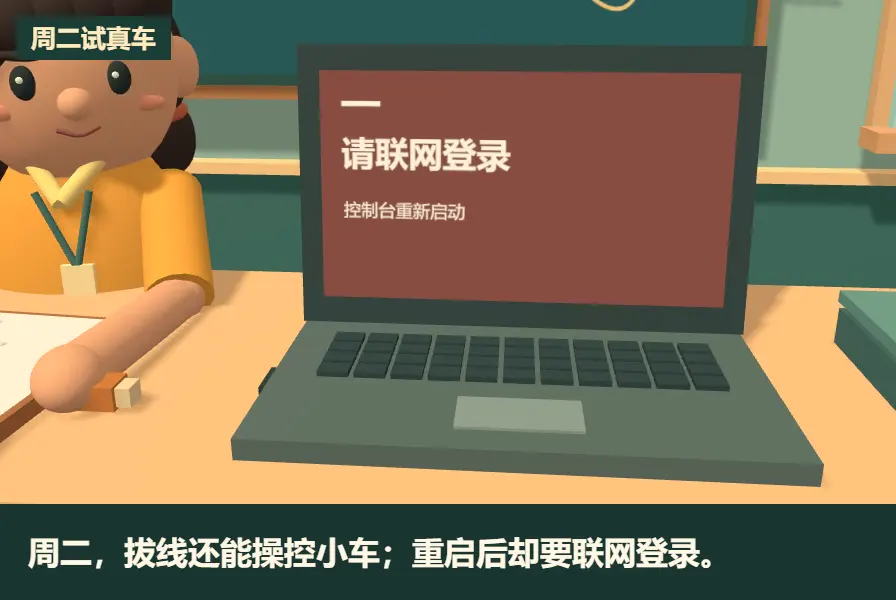 周二试真车
请联网登录
控制台重新启动
周二，拔线还能操控小车；重启后却要联网登录。